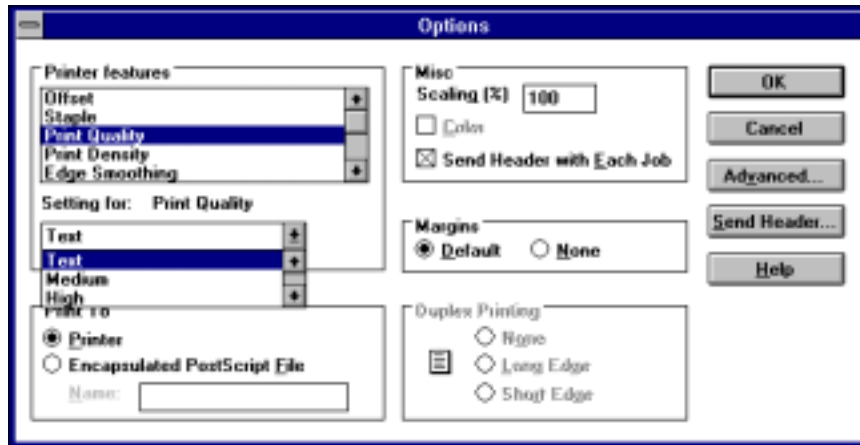 Options
Printer features
Offset
Staple
Print Quality
Print Density
Edge Smoothing
Setting for: Print Quality
Text
Text
Medium
High
Print To
Printer
Encapsulated PostScript File
Name:
Misc
Scaling (%) 100
Color
Send Header with Each Job
Margins
Default None
Duplex Printing
None
Long Edge
Short Edge
OK
Cancel
Advanced...
Send Header...
Help